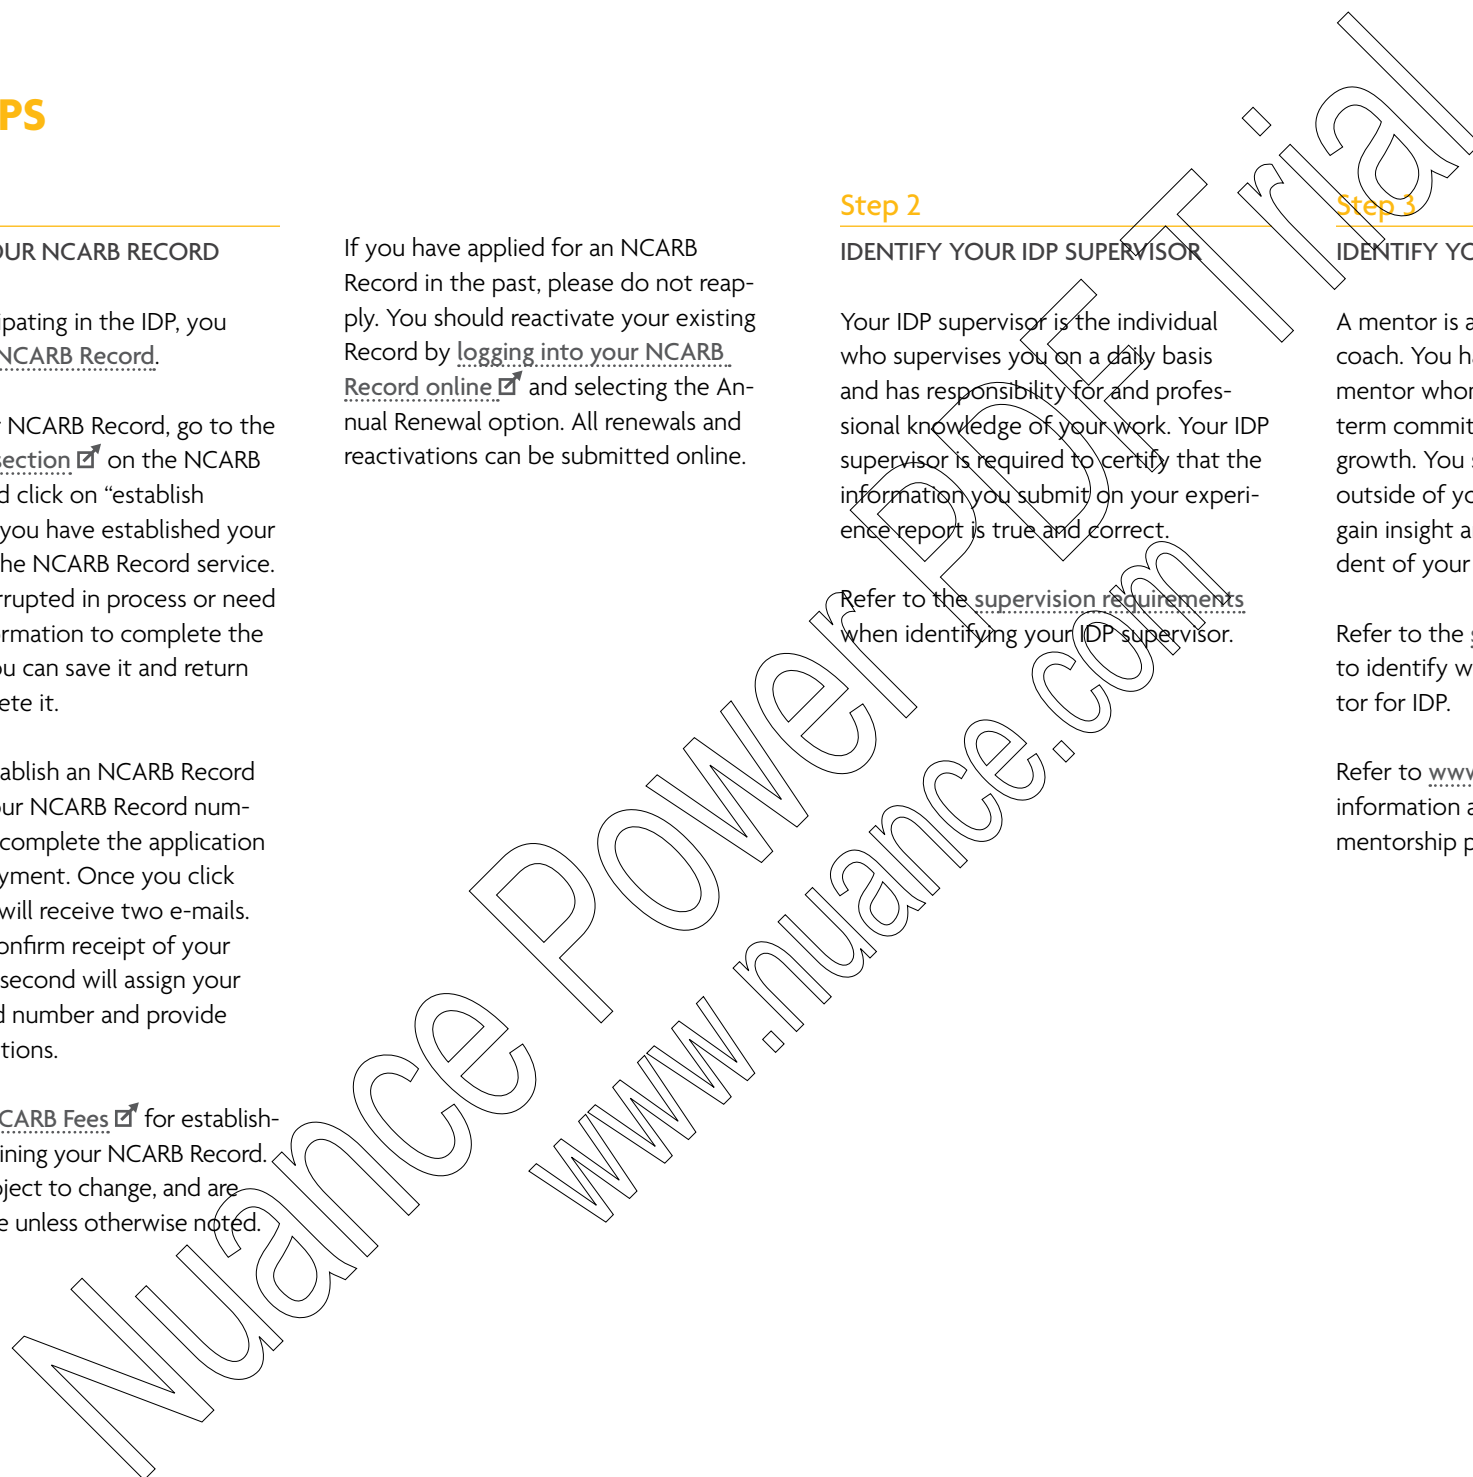 PS
OUR NCARB RECORD
ipating in the IDP, you
NCARB Record.
NCARB Record, go to the
section on the NCARB
d click on “establish
you have established your
the NCARB Record service.
rrupted in process or need
rmation to complete the
ou can save it and return
ete it.
ablish an NCARB Record
our NCARB Record num-
complete the application
yment. Once you click
will receive two e-mails.
onfirm receipt of your
second will assign your
d number and provide
tions.
CARB Fees for establish-
ining your NCARB Record.
bject to change, and are
e unless otherwise noted.
If you have applied for an NCARB
Record in the past, please do not reap-
ply. You should reactivate your existing
Record by logging into your NCARB
Record online and selecting the An-
nual Renewal option. All renewals and
reactivations can be submitted online.
Step 2
IDENTIFY YOUR IDP SUPERVISOR
Your IDP supervisor is the individual
who supervises you on a daily basis
and has responsibility for and profes-
sional knowledge of your work. Your IDP
supervisor is required to certify that the
information you submit on your experi-
ence report is true and correct.
Refer to the supervision requirements
when identifying your IDP supervisor.
Step 3
IDENTIFY YO
A mentor is a
coach. You ha
mentor whom
term commit
growth. You s
outside of yo
gain insight a
dent of your
Refer to the g
to identify w
tor for IDP.
Refer to www
information a
mentorship p
Nuance Power PDF Trial
www.nuance.com